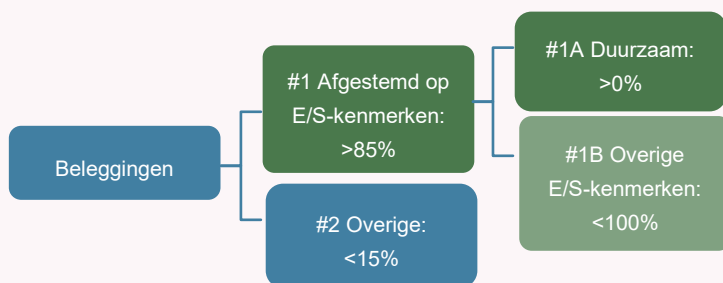 Beleggingen
#1 Afgestemd op
E/S-kenmerken:
>85%
#2 Overige:
<15%
#1A Duurzaam:
>0%
#1B Overige
E/S-kenmerken:
<100%